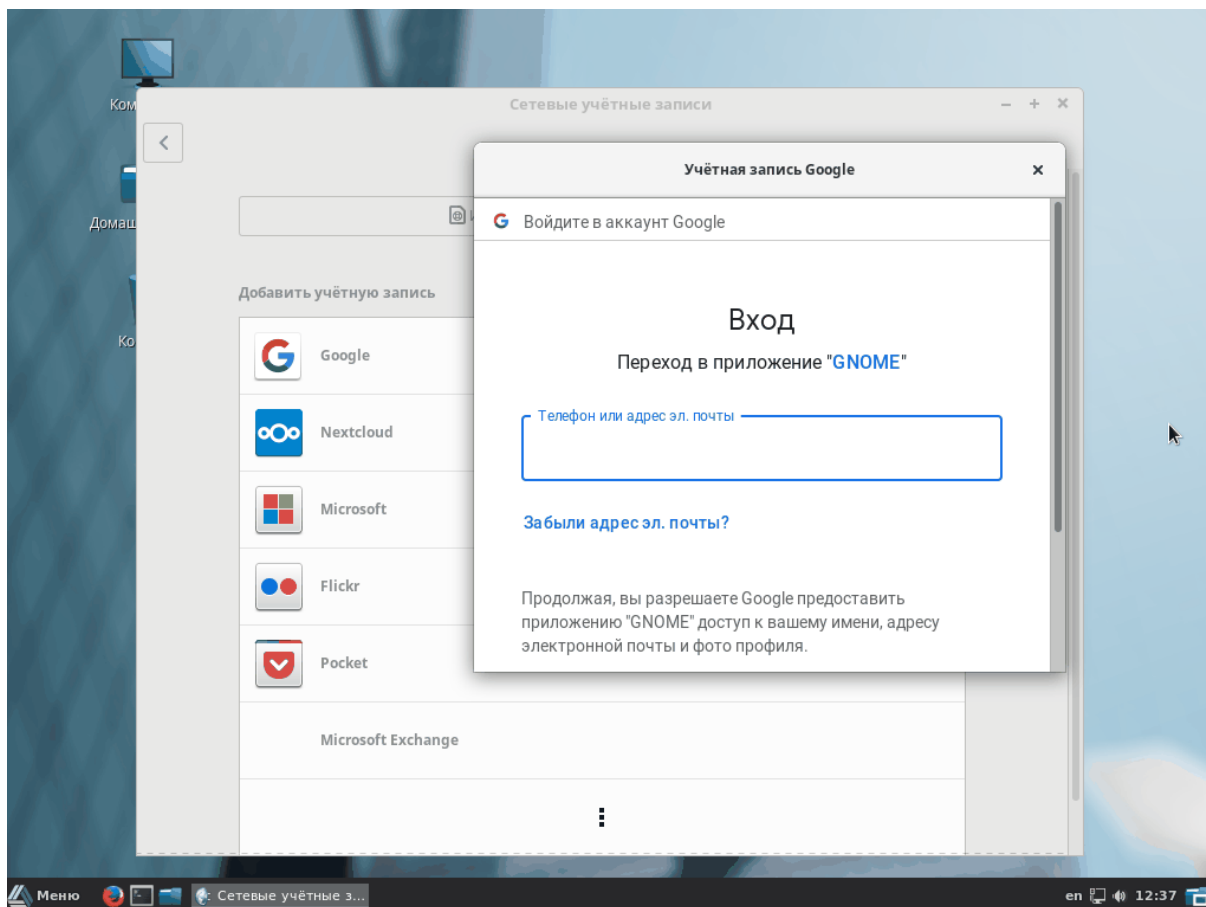 Ком
Домаш
Ко
Сетевые учётные записи
Добавить учётную запись
Google
Nextcloud
Microsoft
Flickr
Pocket
Microsoft Exchange
Учётная запись Google
Войдите в аккаунт Google
Вход
Переход в приложение "GNOME"
Телефон или адрес эл. почты
Забыли адрес эл. почты?
Продолжая, вы разрешаете Google предоставить
приложению "GNOME" доступ к вашему имени, адресу
электронной почты и фото профиля.
Меню
Сетевые учётные з...
en 12:37